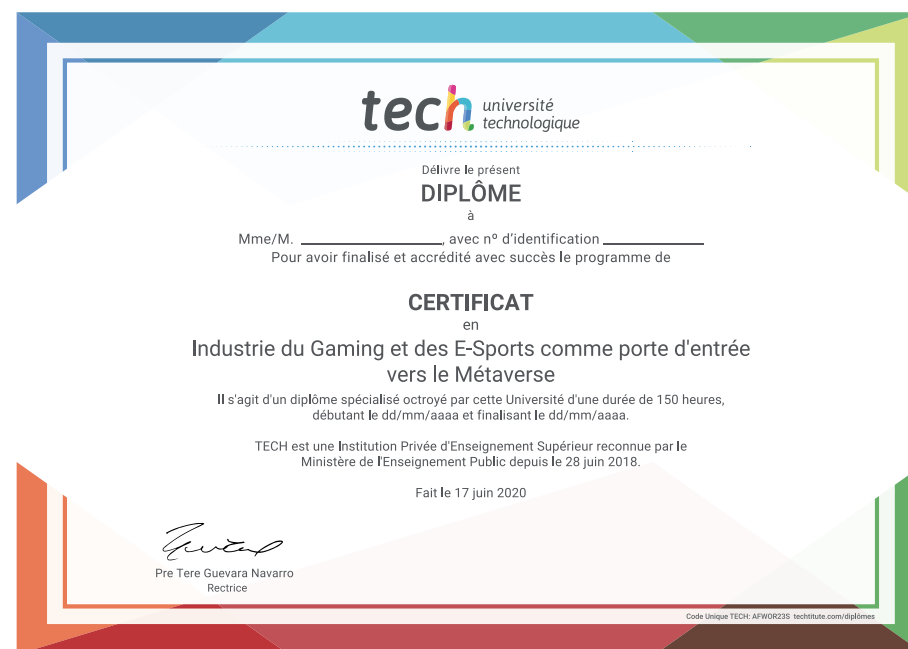 tech université
technologique
Délivre le présent
DIPLÔME
à
Mme/M. ____________________, avec nº d'identification ______________
Pour avoir finalisé et accrédité avec succès le programme de
CERTIFICAT
en
Industrie du Gaming et des E-Sports comme porte d'entrée
vers le Métaverse
Il s'agit d'un diplôme spécialisé octroyé par cette Université d'une durée de 150 heures,
débutant le dd/mm/aaaa et finalisant le dd/mm/aaaa.
TECH est une Institution Privée d'Enseignement Supérieur reconnue par le
Ministère de l'Enseignement Public depuis le 28 juin 2018.
Fait le 17 juin 2020
Pre Tere Guevara Navarro
Rectrice
Code Unique TECH: AFWOR23S techtitute.com/diplômes